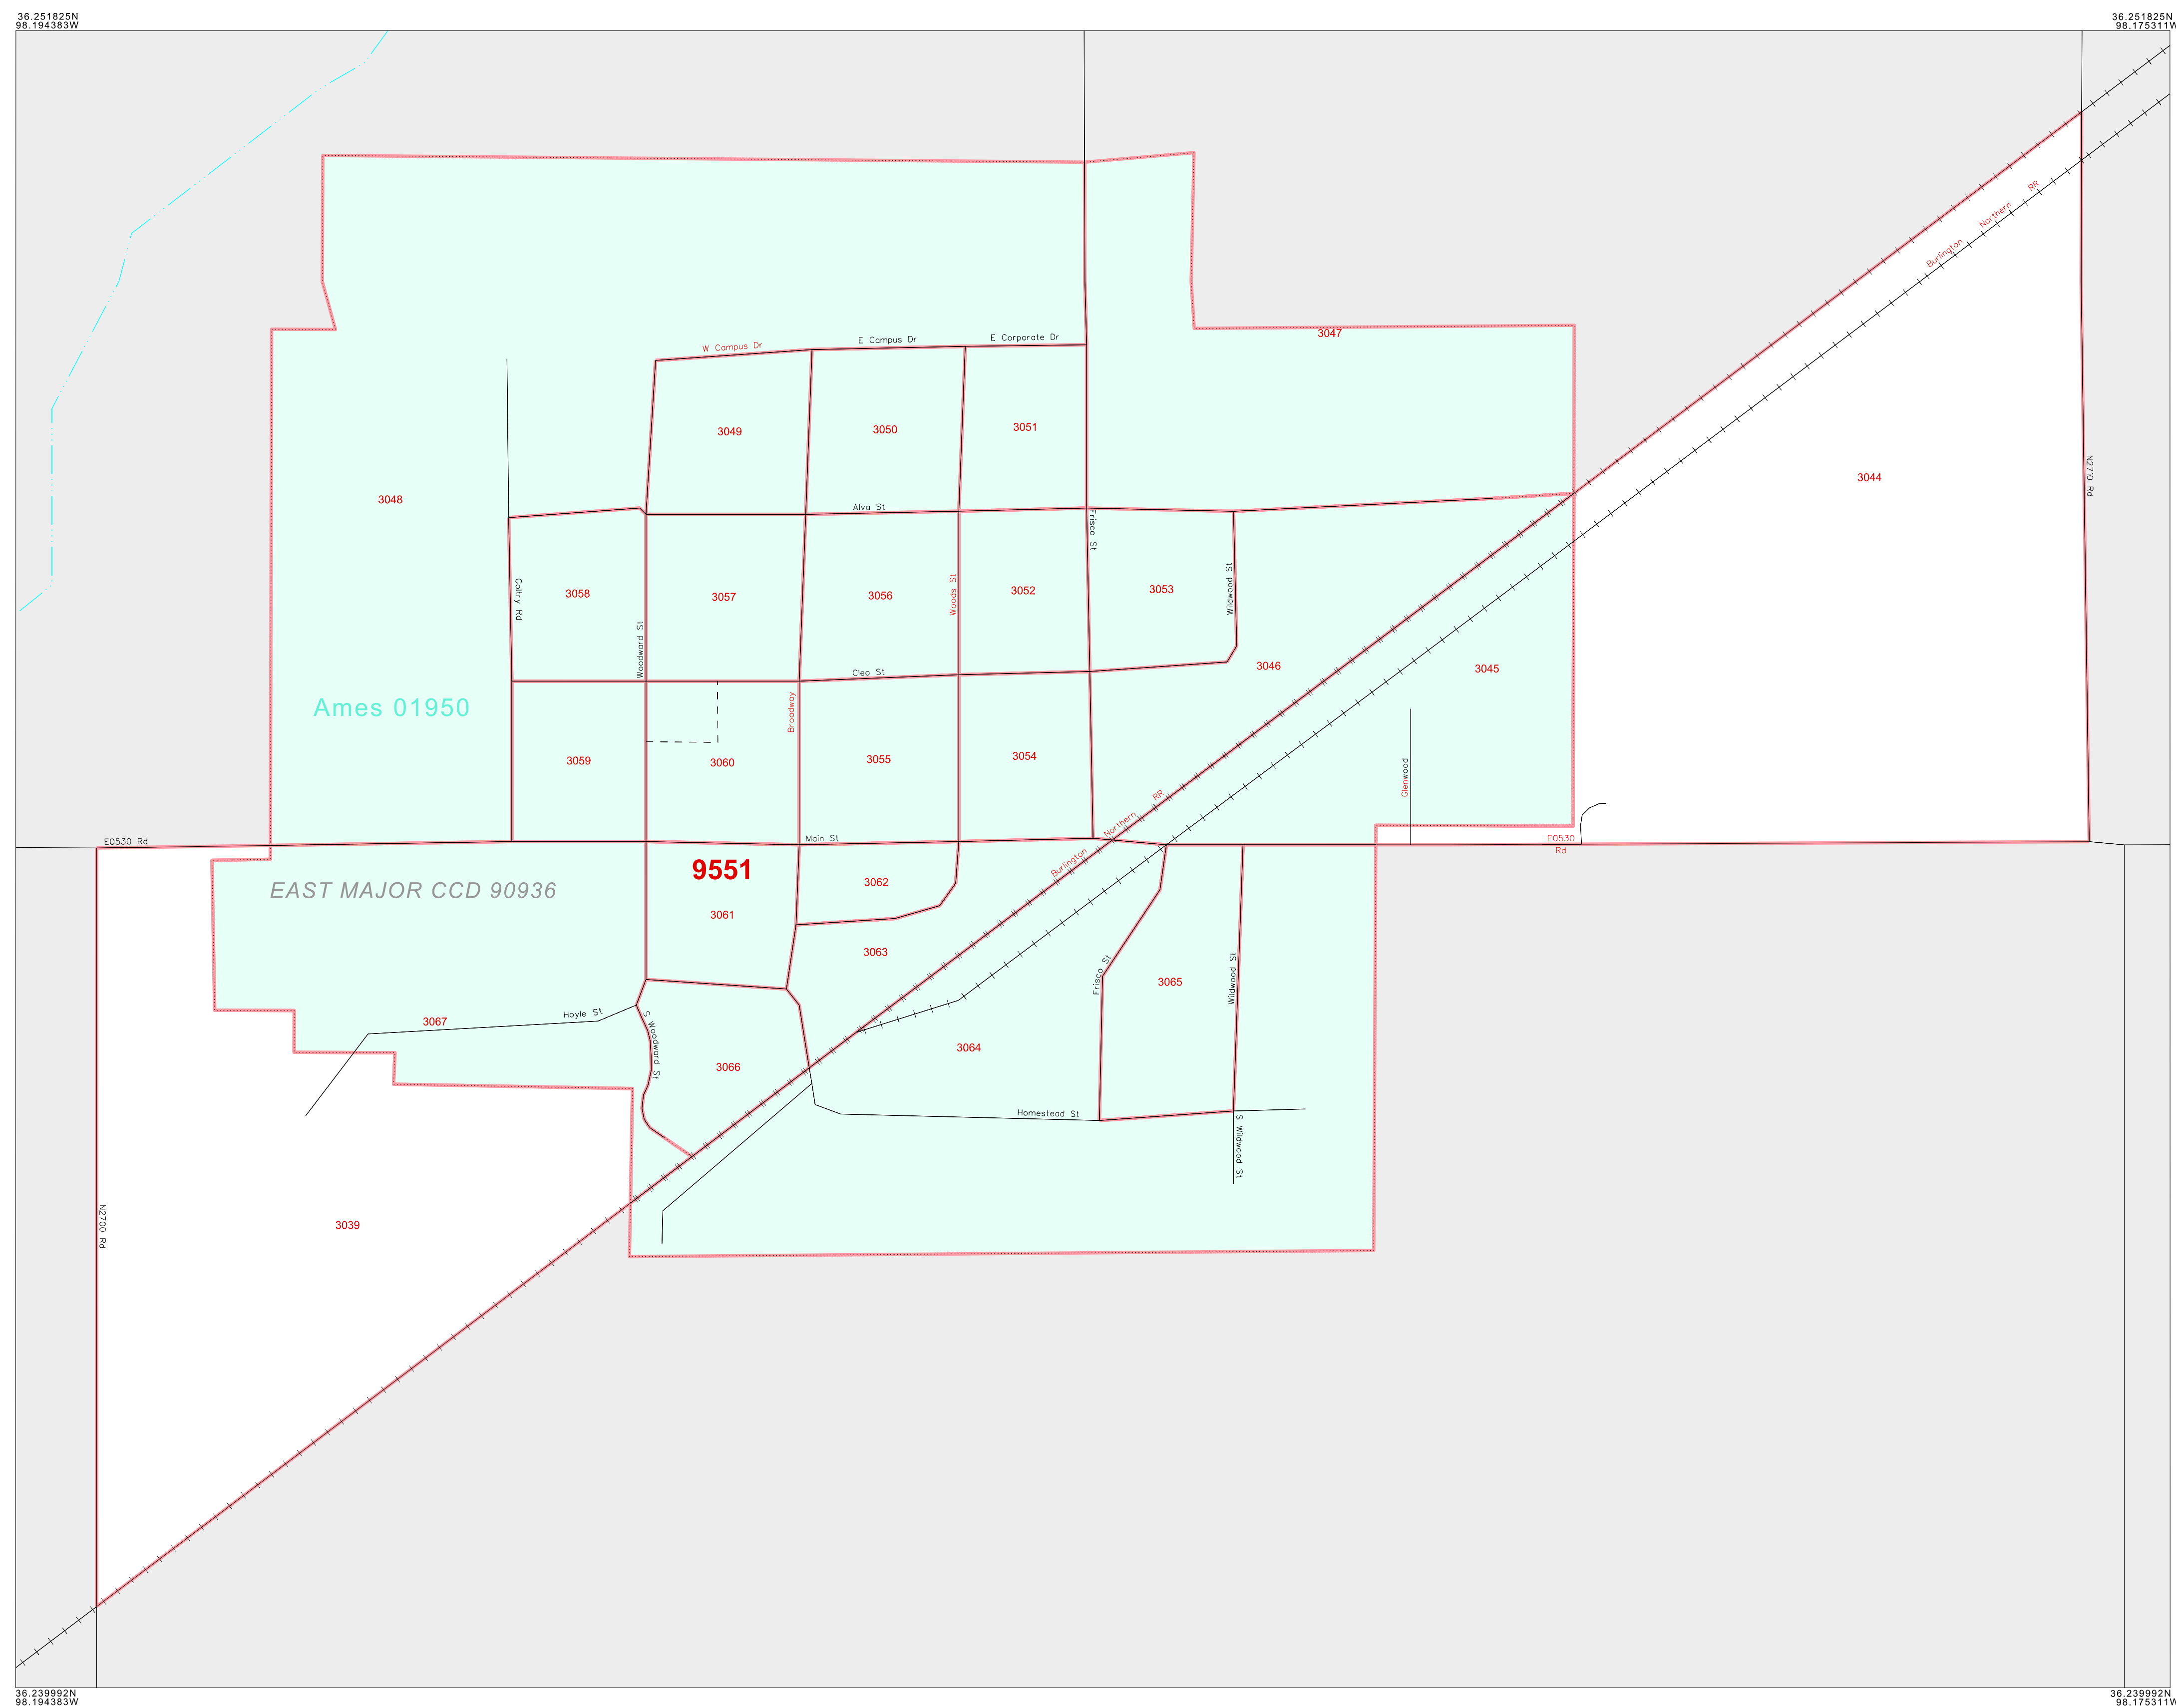 36.251825N
98.194383W
36.251825N
98.175311W
Burlington Northern RR
3047
W Campus Dr
E Campus Dr
E Corporate Dr
3049
3050
3051
3044
N2710 Rd
3048
Alva St
Frisco St
Goltry Rd
3058
3057
3056
Woods St
3052
3053
Wildwood St
Woodward St
Cleo St
3046
3045
Ames 01950
Broadway
3059
3060
3055
3054
Glenwood
Burlington Northern RR
E0530 Rd
Main St
E0530
Rd
9551
EAST MAJOR CCD 90936
3062
3061
3063
Frisco St
3065
Wildwood St
3067
Hoyle St
S Woodward St
3066
3064
Homestead St
S Wildwood St
N2700 Rd
3039
36.239992N
98.194383W
36.239992N
98.175311W